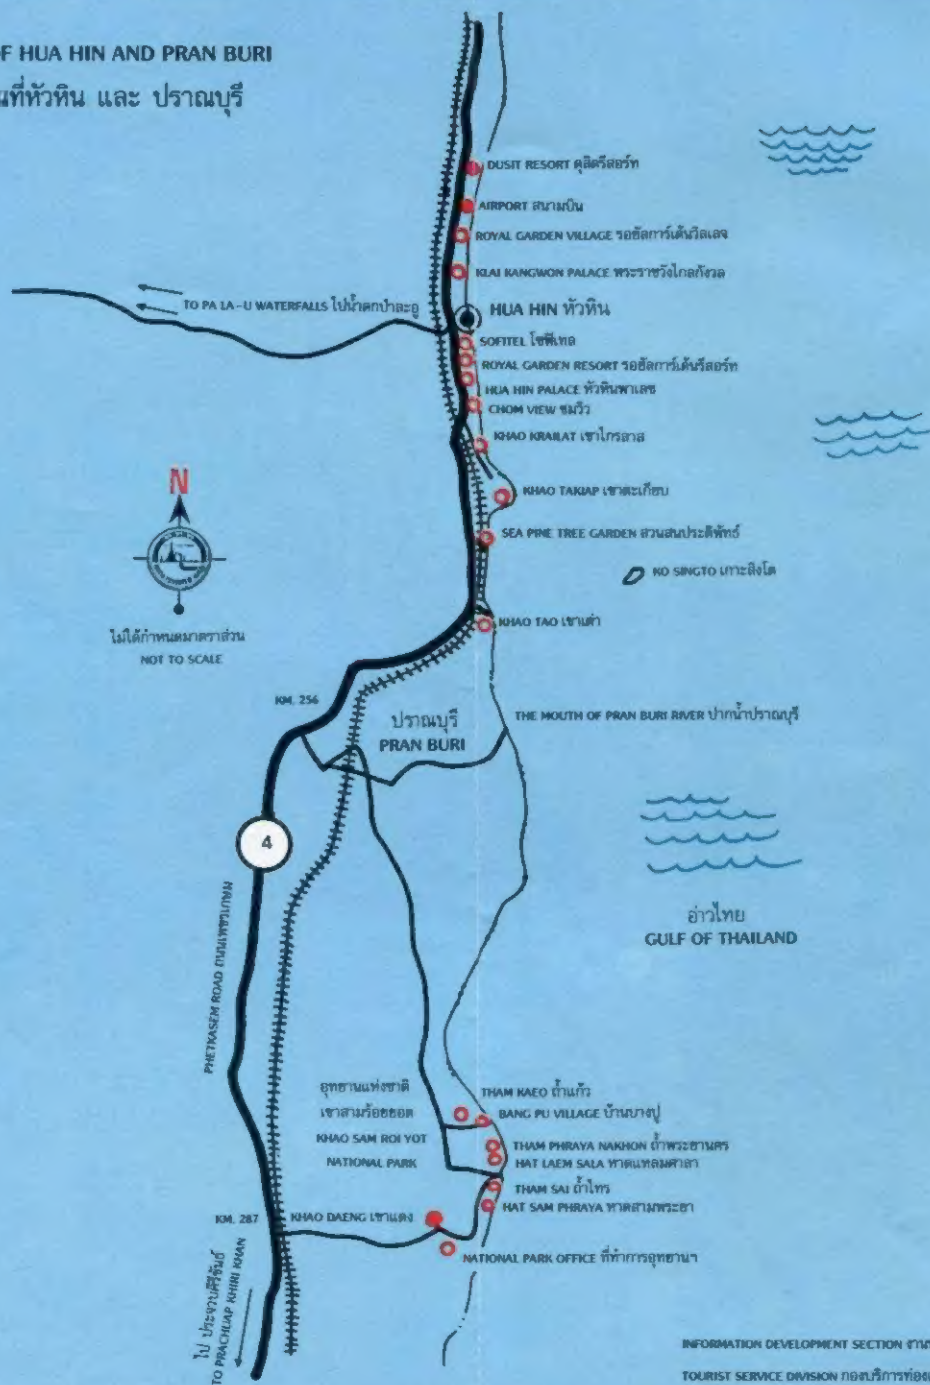 F HUA HIN AND PRAN BURI
นที่หัวหิน และ ปราณบุรี
DUSIT RESORT ดุสิตรีสอร์ท
AIRPORT สนามบิน
ROYAL GARDEN VILLAGE รอยัลการ์เด้นวิลเลจ
KLAI KANGWON PALACE พระราชวังไกลกังวล
TO PA LA-U WATERFALLS ไปน้ำตกป่าละอู
HUA HIN หัวหิน
SOFITEL โซฟีเทล
ROYAL GARDEN RESORT รอยัลการ์เด้นรีสอร์ท
HUA HIN PALACE หัวหินพาเลซ
CHOM VIEW ชมวิว
KHAO KRAILAT เขาไกรลาส
N
KHAO TAKIAP เขาตะเกียบ
SEA PINE TREE GARDEN สวนสนประดิพัทธ์
KO SINGTO เกาะสิงโต
KHAO TAO เขาเต่า
ไม่ได้กำหนดมาตราส่วน
NOT TO SCALE
KM. 256
ปราณบุรี
PRAN BURI
THE MOUTH OF PRAN BURI RIVER ปากน้ำปราณบุรี
4
อ่าวไทย
GULF OF THAILAND
PHETKASEM ROAD ถนนเพชรเกษม
อุทยานแห่งชาติ
เขาสามร้อยยอด
KHAO SAM ROI YOT
NATIONAL PARK
THAM KAEO ถ้ำแก้ว
BANG PU VILLAGE บ้านบางปู
THAM PHRAYA NAKHON ถ้ำพระยานคร
HAT LAEM SALA หาดแหลมศาลา
THAM SAI ถ้ำไทร
HAT SAM PHRAYA หาดสามพระยา
KM. 287
KHAO DAENG เขาแดง
NATIONAL PARK OFFICE ที่ทำการอุทยานฯ
ไป ประจวบคีรีขันธ์
TO PRACHUAP KHIRI KHAN
INFORMATION DEVELOPMENT SECTION งาน
TOURIST SERVICE DIVISION กองบริการท่องเ